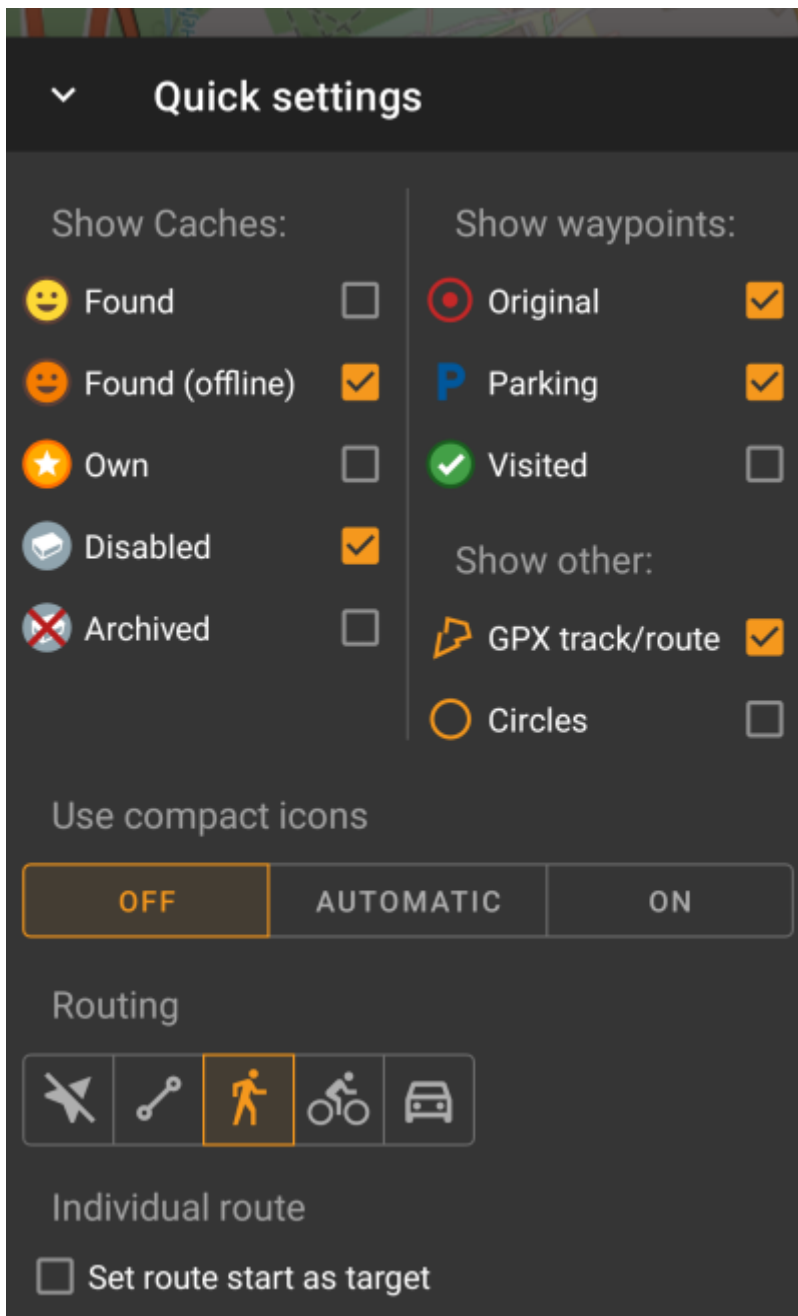 Quick settings
Show Caches:
Found
Found (offline)
Own
Disabled
Archived
Show waypoints:
Original
P Parking
Visited
Show other:
GPX track/route
Circles
Use compact icons
OFF
AUTOMATIC
ON
Routing
Individual route
Set route start as target